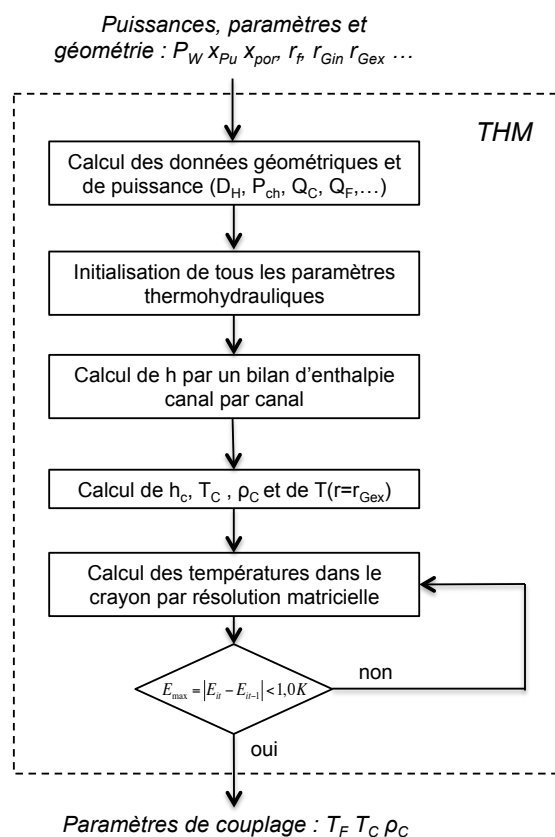 Puissances, paramètres et
géométrie : P_W x_Pu x_por, r_f, r_Gin r_Gex ...
THM
Calcul des données géométriques et
de puissance (D_H, P_ch, Q_C, Q_F,...)
Initialisation de tous les paramètres
thermohydrauliques
Calcul de h par un bilan d'enthalpie
canal par canal
Calcul de h_c, T_C , ρ_C et de T(r=r_Gex)
Calcul des températures dans le
crayon par résolution matricielle
E_max = |E_it − E_it−1| < 1,0K
non
oui
Paramètres de couplage : T_F T_C ρ_C